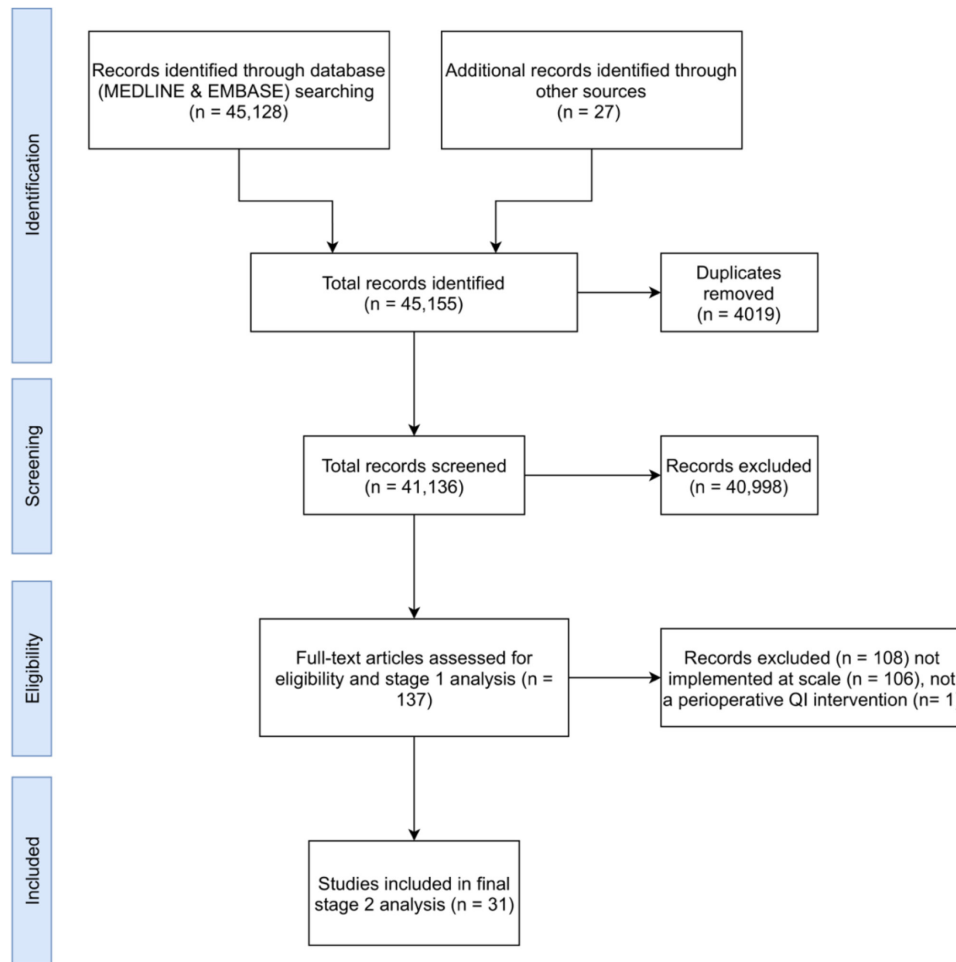 Identification
Records identified through database
(MEDLINE & EMBASE) searching
(n = 45,128)
Additional records identified through
other sources
(n = 27)
Total records identified
(n = 45,155)
Duplicates
removed
(n = 4019)
Screening
Total records screened
(n = 41,136)
Records excluded
(n = 40,998)
Eligibility
Full-text articles assessed for
eligibility and stage 1 analysis (n =
137)
Records excluded (n = 108) not
implemented at scale (n = 106), not
a perioperative QI intervention (n= 1
Included
Studies included in final
stage 2 analysis (n = 31)